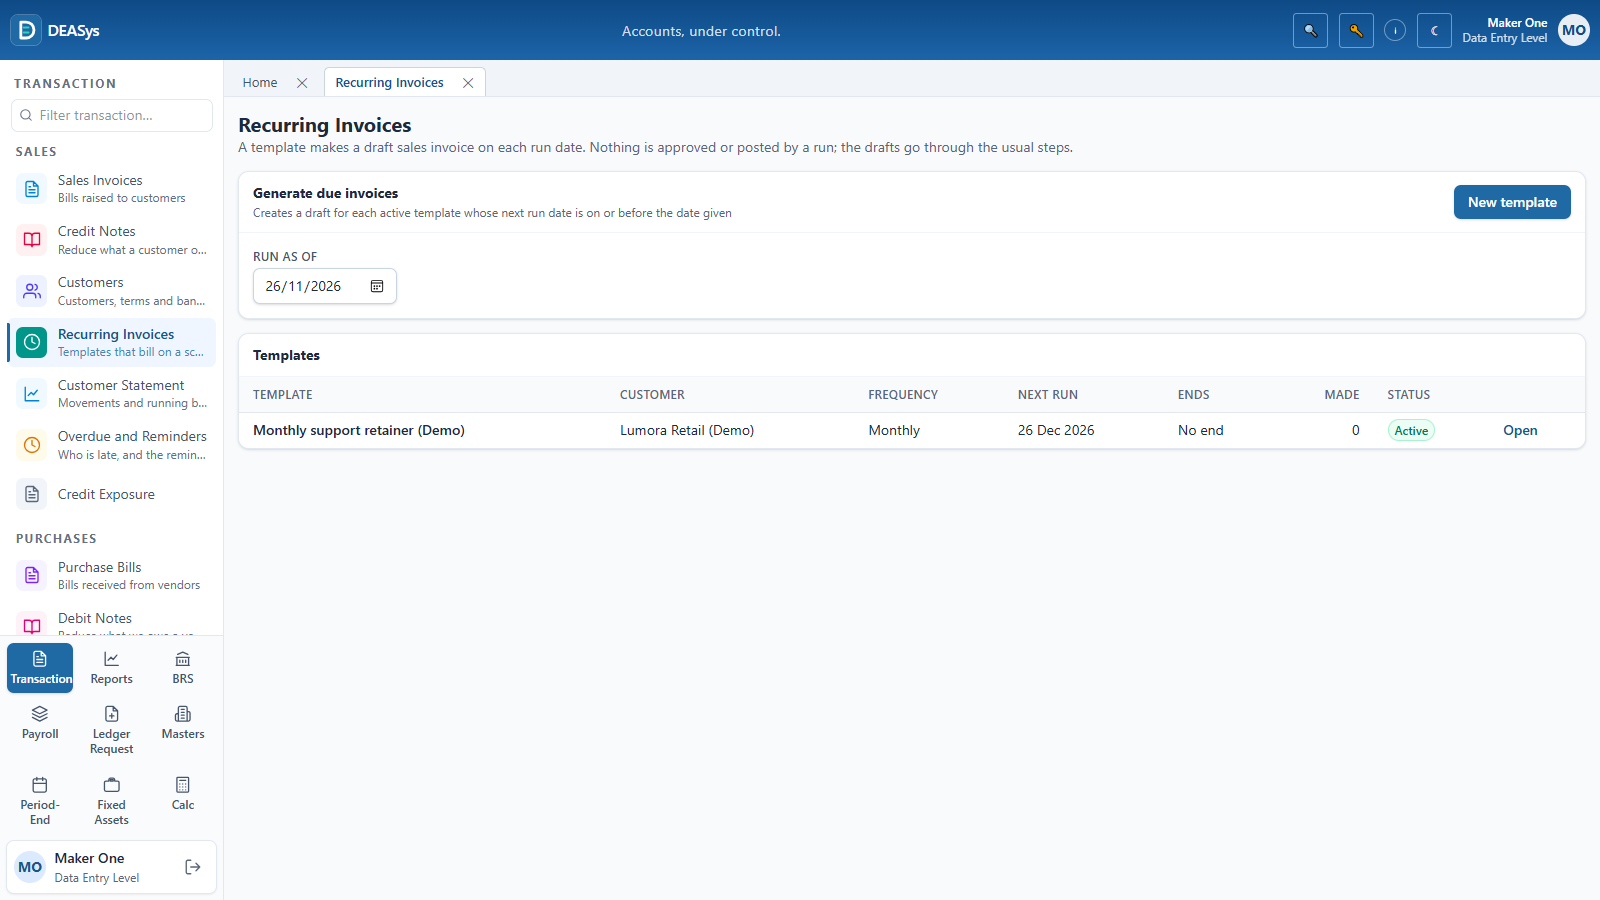 DEASys
Accounts, under control.
Maker One
Data Entry Level
MO
TRANSACTION
Filter transaction...
SALES
Sales Invoices
Bills raised to customers
Credit Notes
Reduce what a customer o...
Customers
Customers, terms and ban...
Recurring Invoices
Templates that bill on a sc...
Customer Statement
Movements and running b...
Overdue and Reminders
Who is late, and the remin...
Credit Exposure
PURCHASES
Purchase Bills
Bills received from vendors
Debit Notes
Transaction
Reports
BRS
Payroll
Ledger Request
Masters
Period-End
Fixed Assets
Calc
MO
Maker One
Data Entry Level
Home
Recurring Invoices
Recurring Invoices
A template makes a draft sales invoice on each run date. Nothing is approved or posted by a run; the drafts go through the usual steps.
Generate due invoices
Creates a draft for each active template whose next run date is on or before the date given
New template
RUN AS OF
26/11/2026
Templates
TEMPLATE CUSTOMER FREQUENCY NEXT RUN ENDS MADE STATUS
Monthly support retainer (Demo) Lumora Retail (Demo) Monthly 26 Dec 2026 No end 0 Active Open